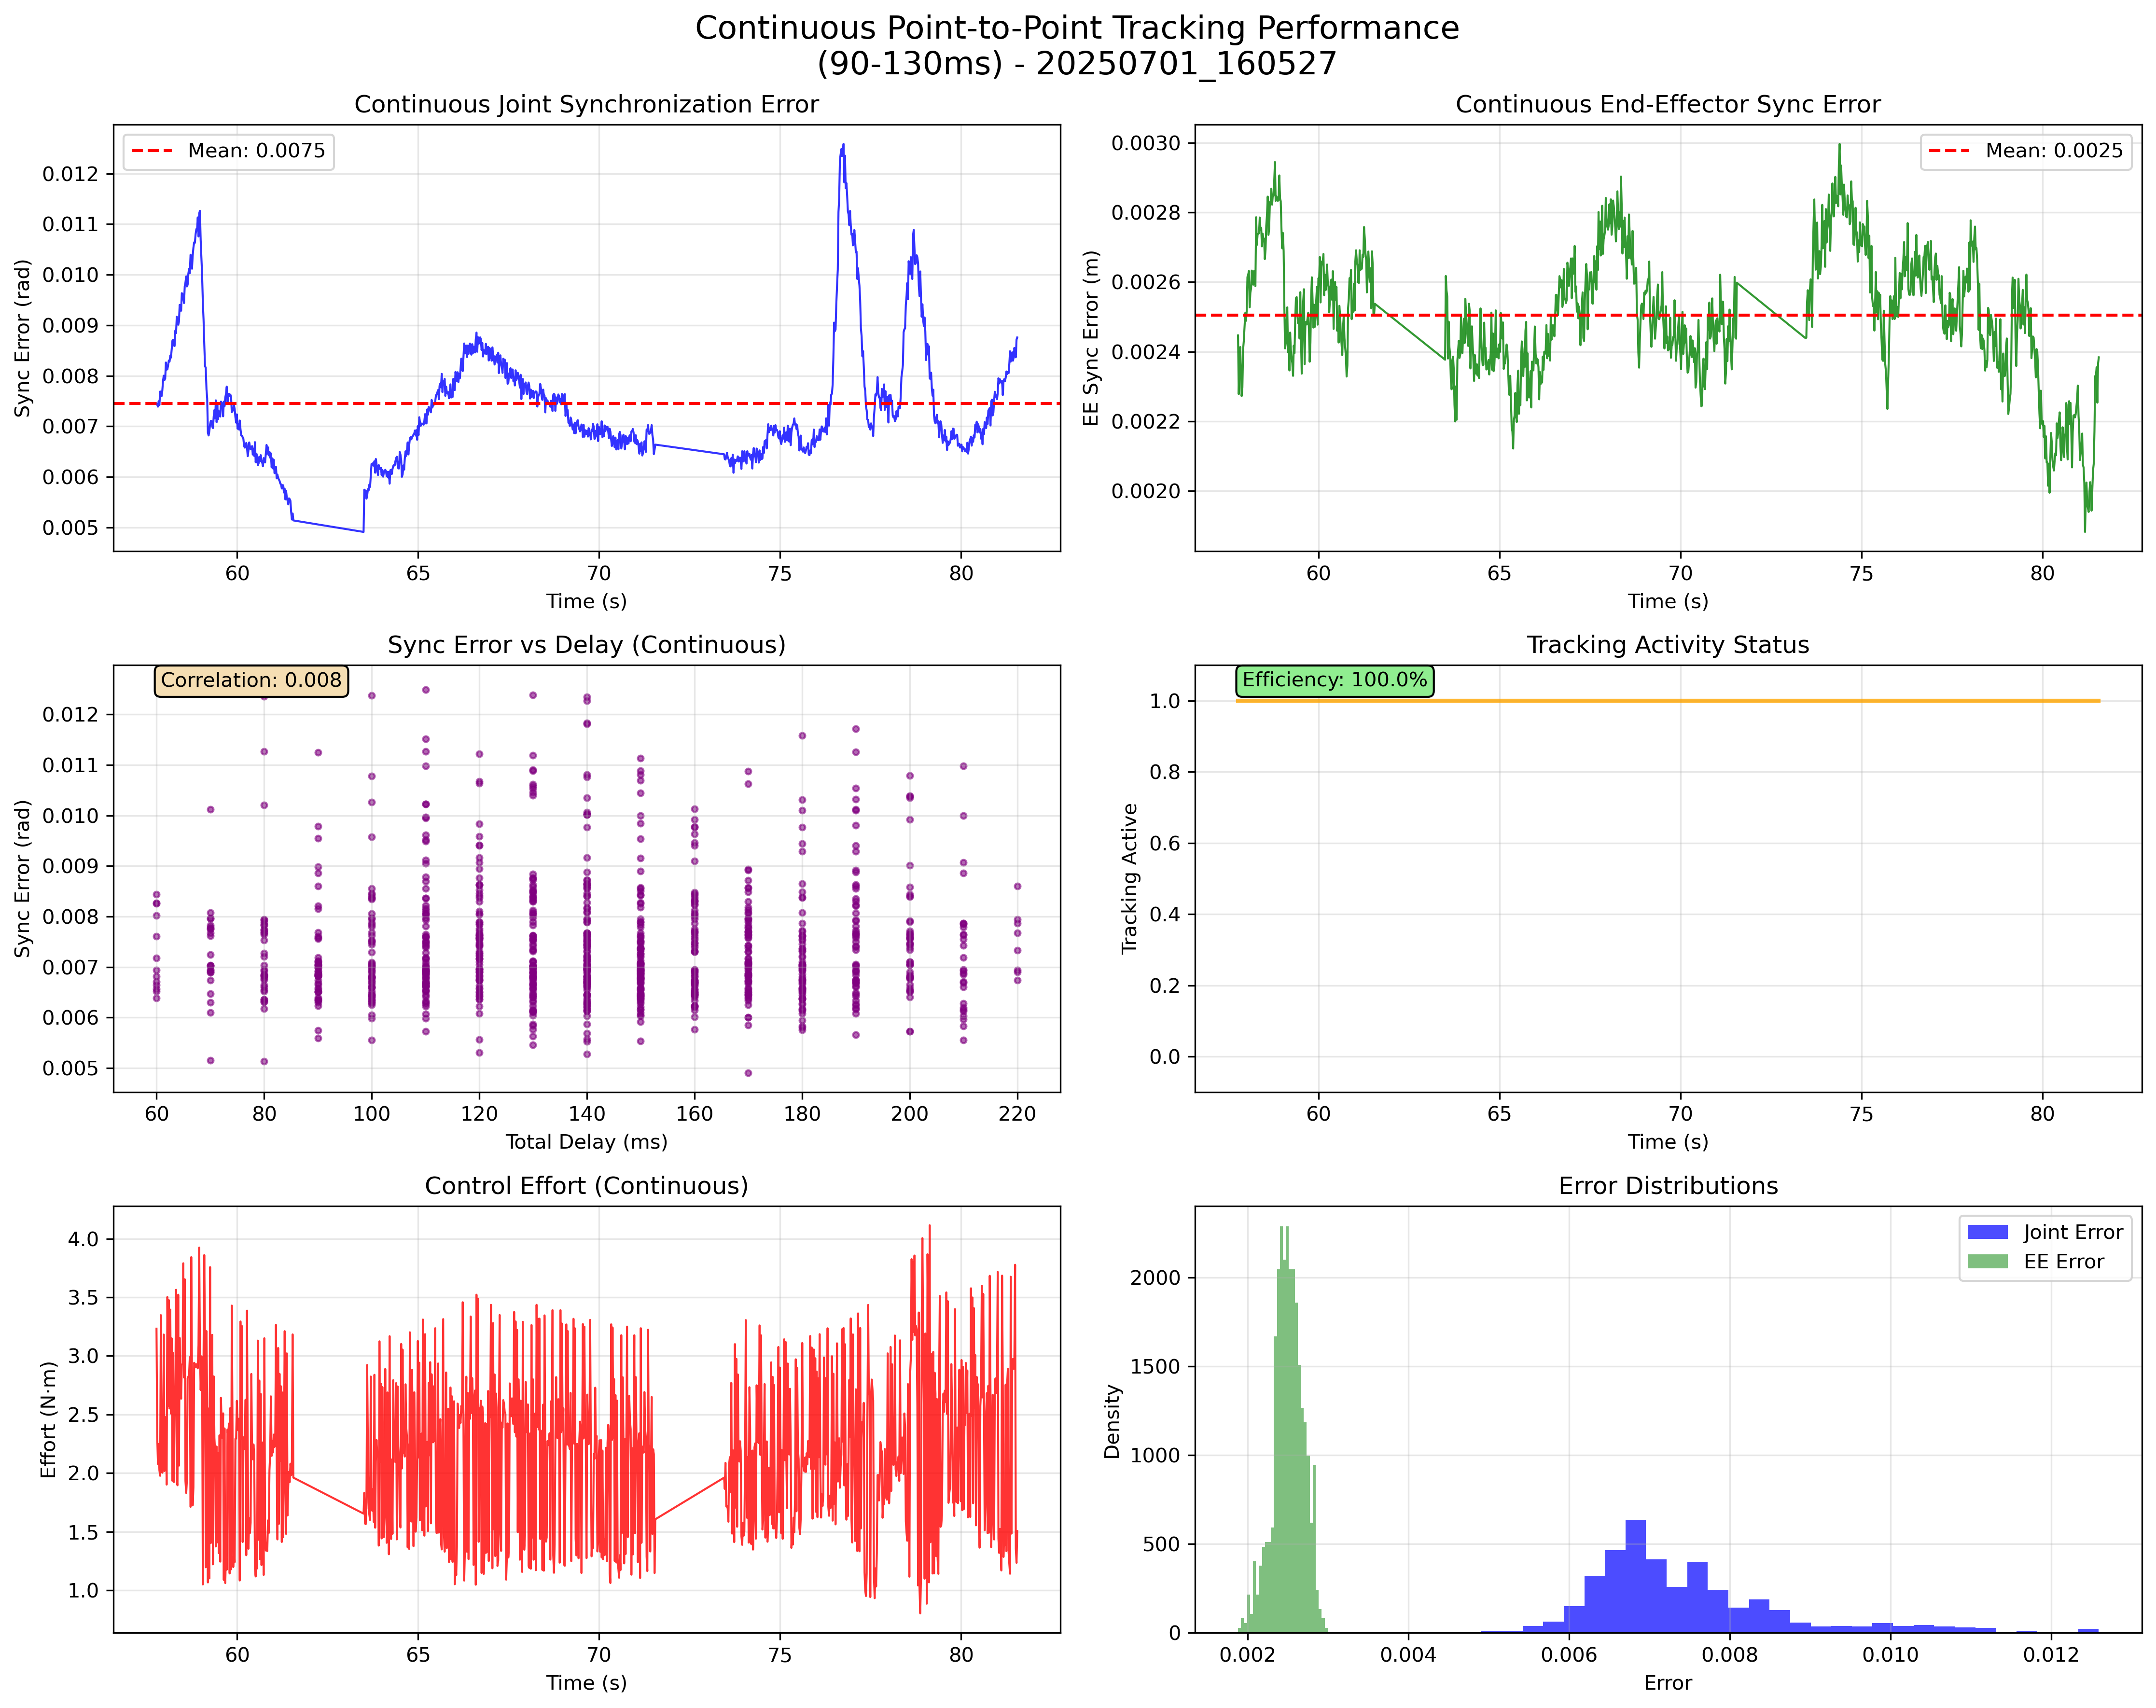 Continuous Point-to-Point Tracking Performance
(90-130ms) - 20250701_160527
Continuous Joint Synchronization Error
Mean: 0.0075
Sync Error (rad)
0.012
0.011
0.010
0.009
0.008
0.007
0.006
0.005
60 65 70 75 80
Time (s)
Continuous End-Effector Sync Error
Mean: 0.0025
EE Sync Error (m)
0.0030
0.0028
0.0026
0.0024
0.0022
0.0020
60 65 70 75 80
Time (s)
Sync Error vs Delay (Continuous)
Correlation: 0.008
Sync Error (rad)
0.012
0.011
0.010
0.009
0.008
0.007
0.006
0.005
60 80 100 120 140 160 180 200 220
Total Delay (ms)
Tracking Activity Status
Efficiency: 100.0%
Tracking Active
1.0
0.8
0.6
0.4
0.2
0.0
60 65 70 75 80
Time (s)
Control Effort (Continuous)
Effort (N·m)
4.0
3.5
3.0
2.5
2.0
1.5
1.0
60 65 70 75 80
Time (s)
Error Distributions
Joint Error
EE Error
Density
2000
1500
1000
500
0
0.002 0.004 0.006 0.008 0.010 0.012
Error